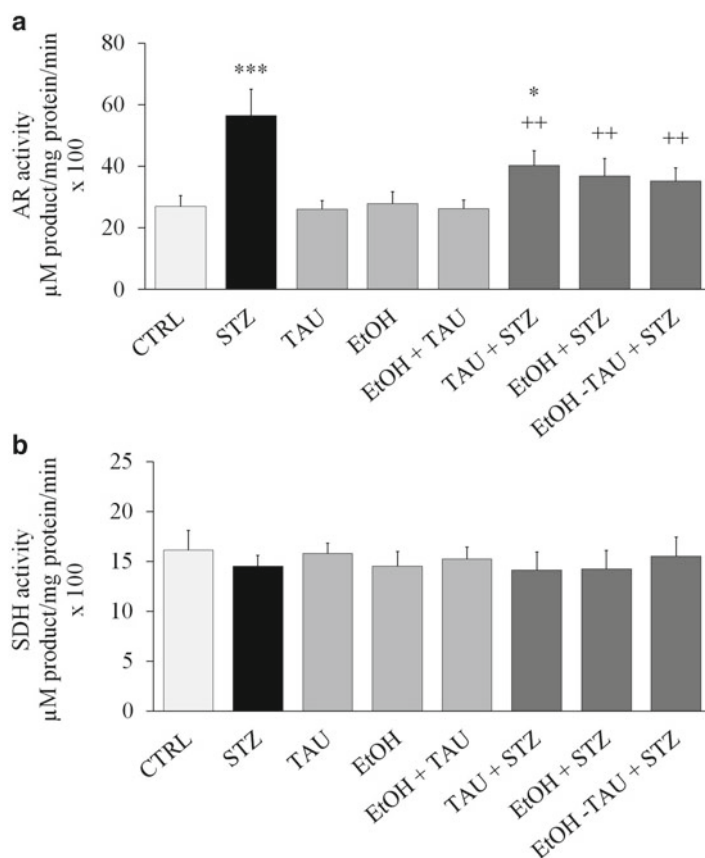 a
AR activity
µM product/mg protein/min
x 100
80
60
40
20
0
***
*
++
++
++
CTRL
STZ
TAU
EtOH
EtOH + TAU
TAU + STZ
EtOH + STZ
EtOH -TAU + STZ
b
SDH activity
µM product/mg protein/min
x 100
25
20
15
10
5
0
CTRL
STZ
TAU
EtOH
EtOH + TAU
TAU + STZ
EtOH + STZ
EtOH -TAU + STZ